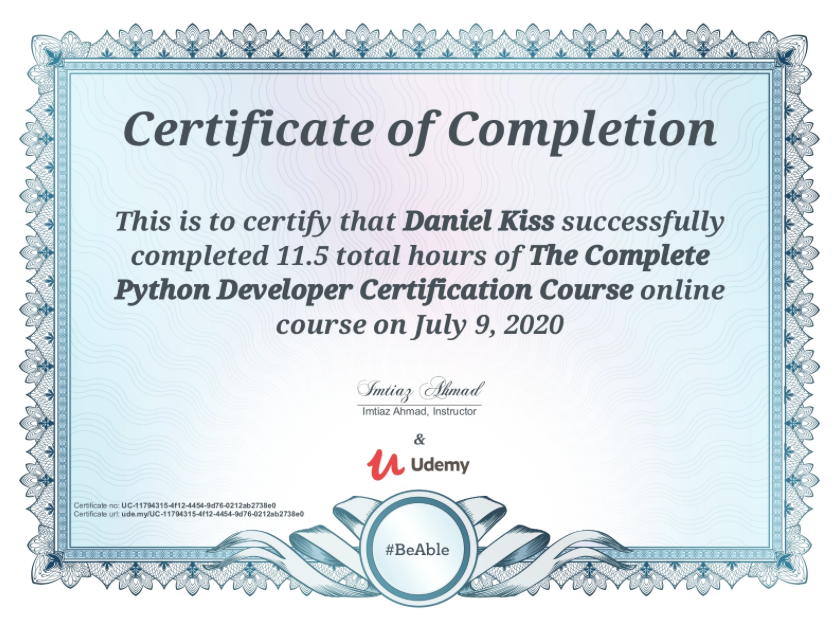 Certificate of Completion
This is to certify that Daniel Kiss successfully
completed 11.5 total hours of The Complete
Python Developer Certification Course online
course on July 9, 2020
Imtiaz Ahmad
Imtiaz Ahmad, Instructor
&
Udemy
Certificate no: UC-11794315-4f12-4454-9d76-0212ab2738e0
Certificate url: ude.my/UC-11794315-4f12-4454-9d76-0212ab2738e0
#BeAble